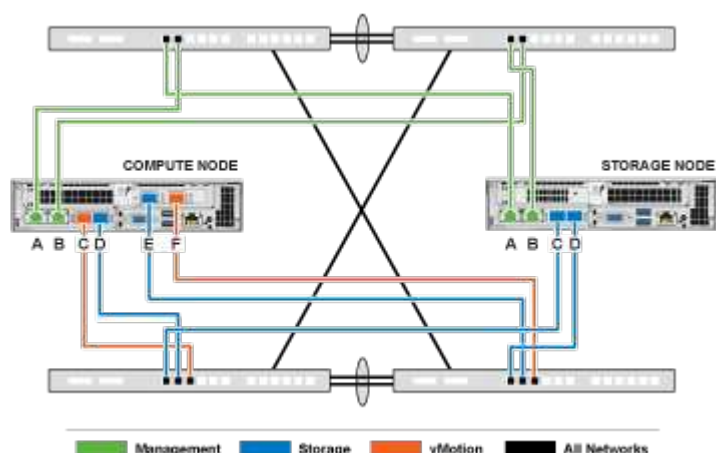 COMPUTE NODE
STORAGE NODE
A B C D E F
A B C D
Management Storage vMotion All Networks